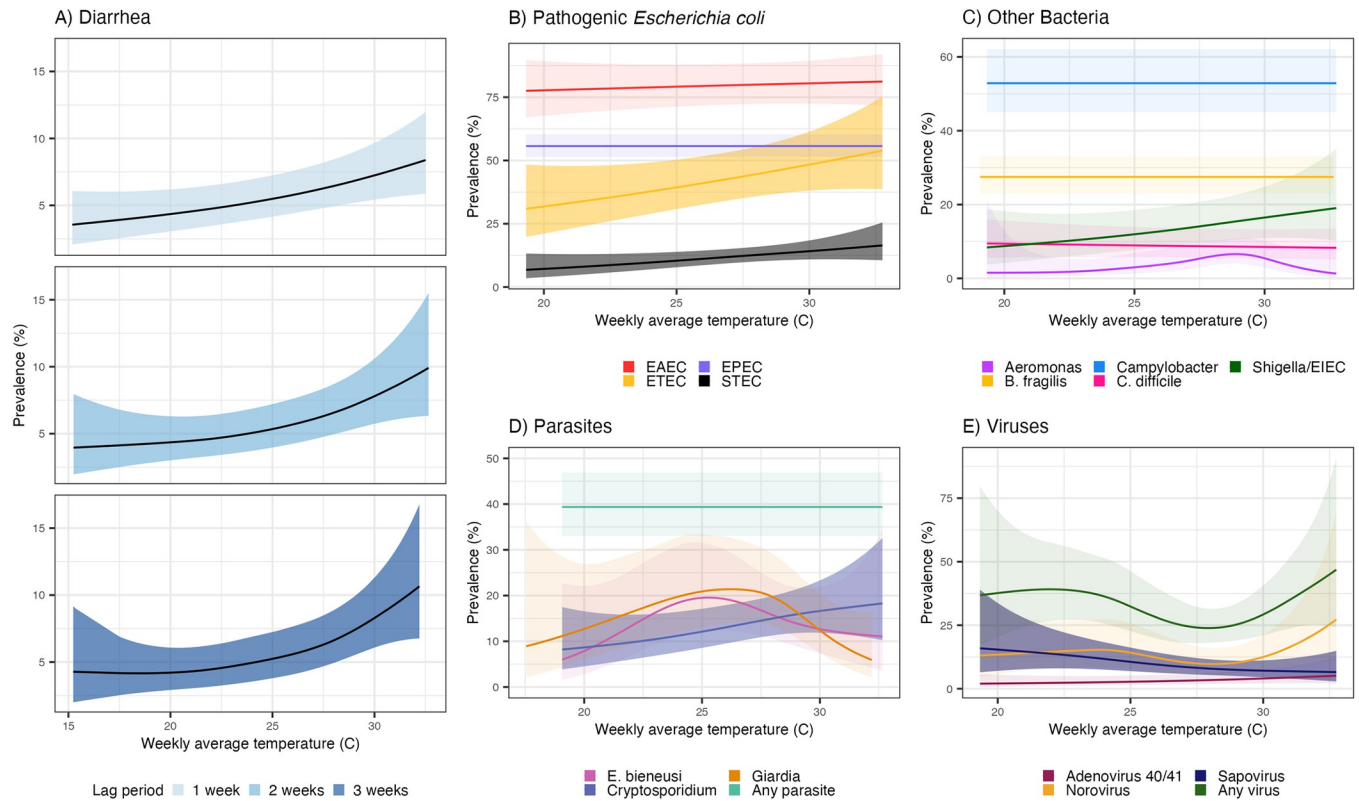 A) Diarrhea
Prevalence (%)
15
10
5
15
10
5
15
10
5
15
20
25
30
Weekly average temperature (C)
Lag period
1 week
2 weeks
3 weeks
B) Pathogenic Escherichia coli
Prevalence (%)
75
50
25
0
20
25
30
Weekly average temperature (C)
EAEC
EPEC
ETEC
STEC
C) Other Bacteria
Prevalence (%)
60
40
20
0
20
25
30
Weekly average temperature (C)
Aeromonas
Campylobacter
Shigella/EIEC
B. fragilis
C. difficile
D) Parasites
Prevalence (%)
50
40
30
20
10
0
20
25
30
Weekly average temperature (C)
E. bieneusi
Giardia
Cryptosporidium
Any parasite
E) Viruses
Prevalence (%)
75
50
25
0
20
25
30
Weekly average temperature (C)
Adenovirus 40/41
Sapovirus
Norovirus
Any virus